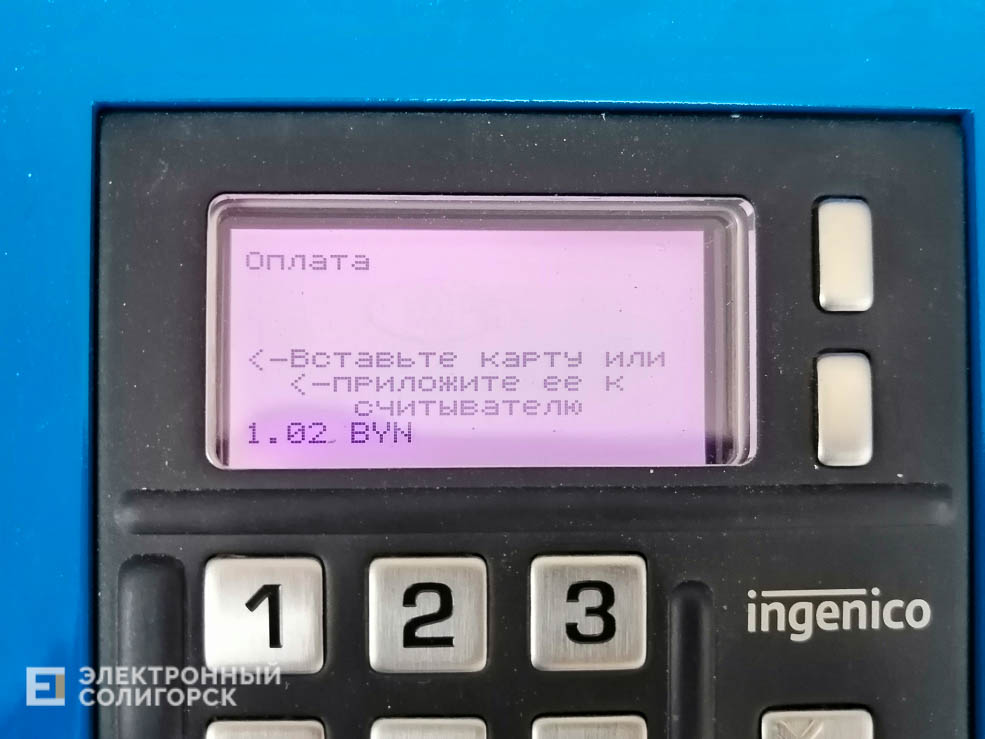 Оплата
<-Вставьте карту или
<-приложите ее к
считывателю
1.02 BYN
1 2 3
ingenico
ЭЛЕКТРОННЫЙ
СОЛИГОРСК